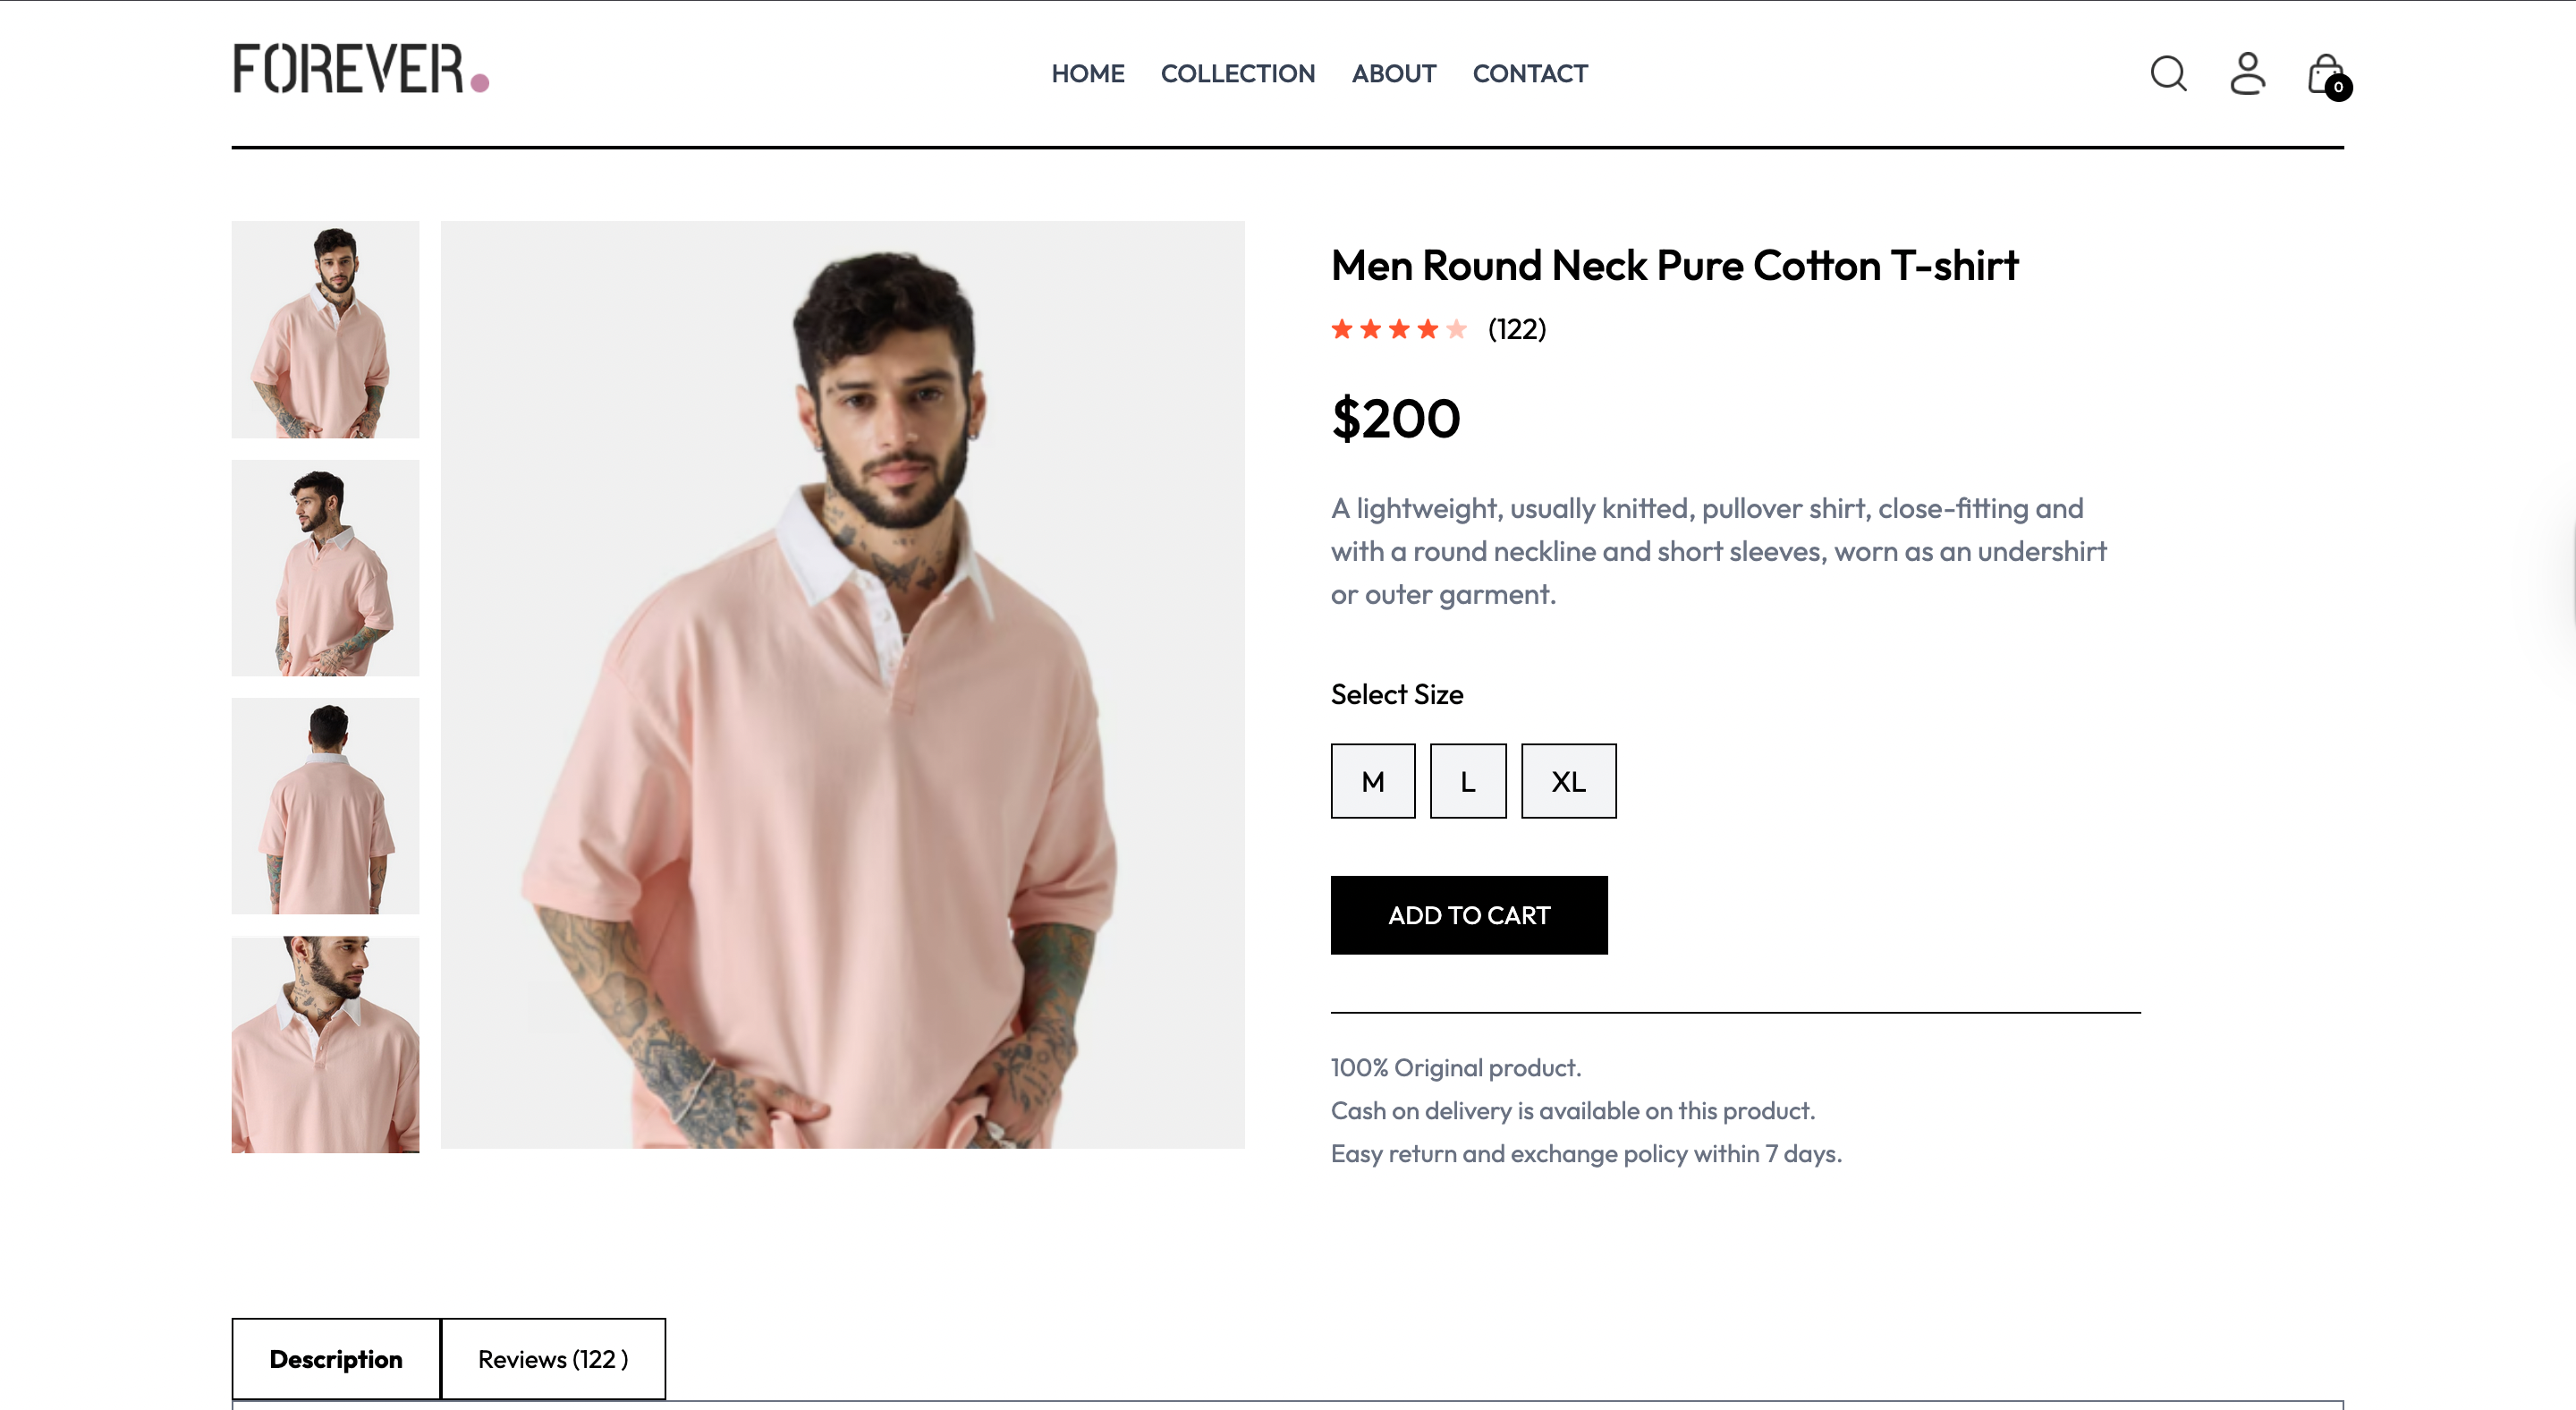 FOREVER.
HOME COLLECTION ABOUT CONTACT
0
Men Round Neck Pure Cotton T-shirt
(122)
$200
A lightweight, usually knitted, pullover shirt, close-fitting and
with a round neckline and short sleeves, worn as an undershirt
or outer garment.
Select Size
M L XL
ADD TO CART
100% Original product.
Cash on delivery is available on this product.
Easy return and exchange policy within 7 days.
Description Reviews (122 )